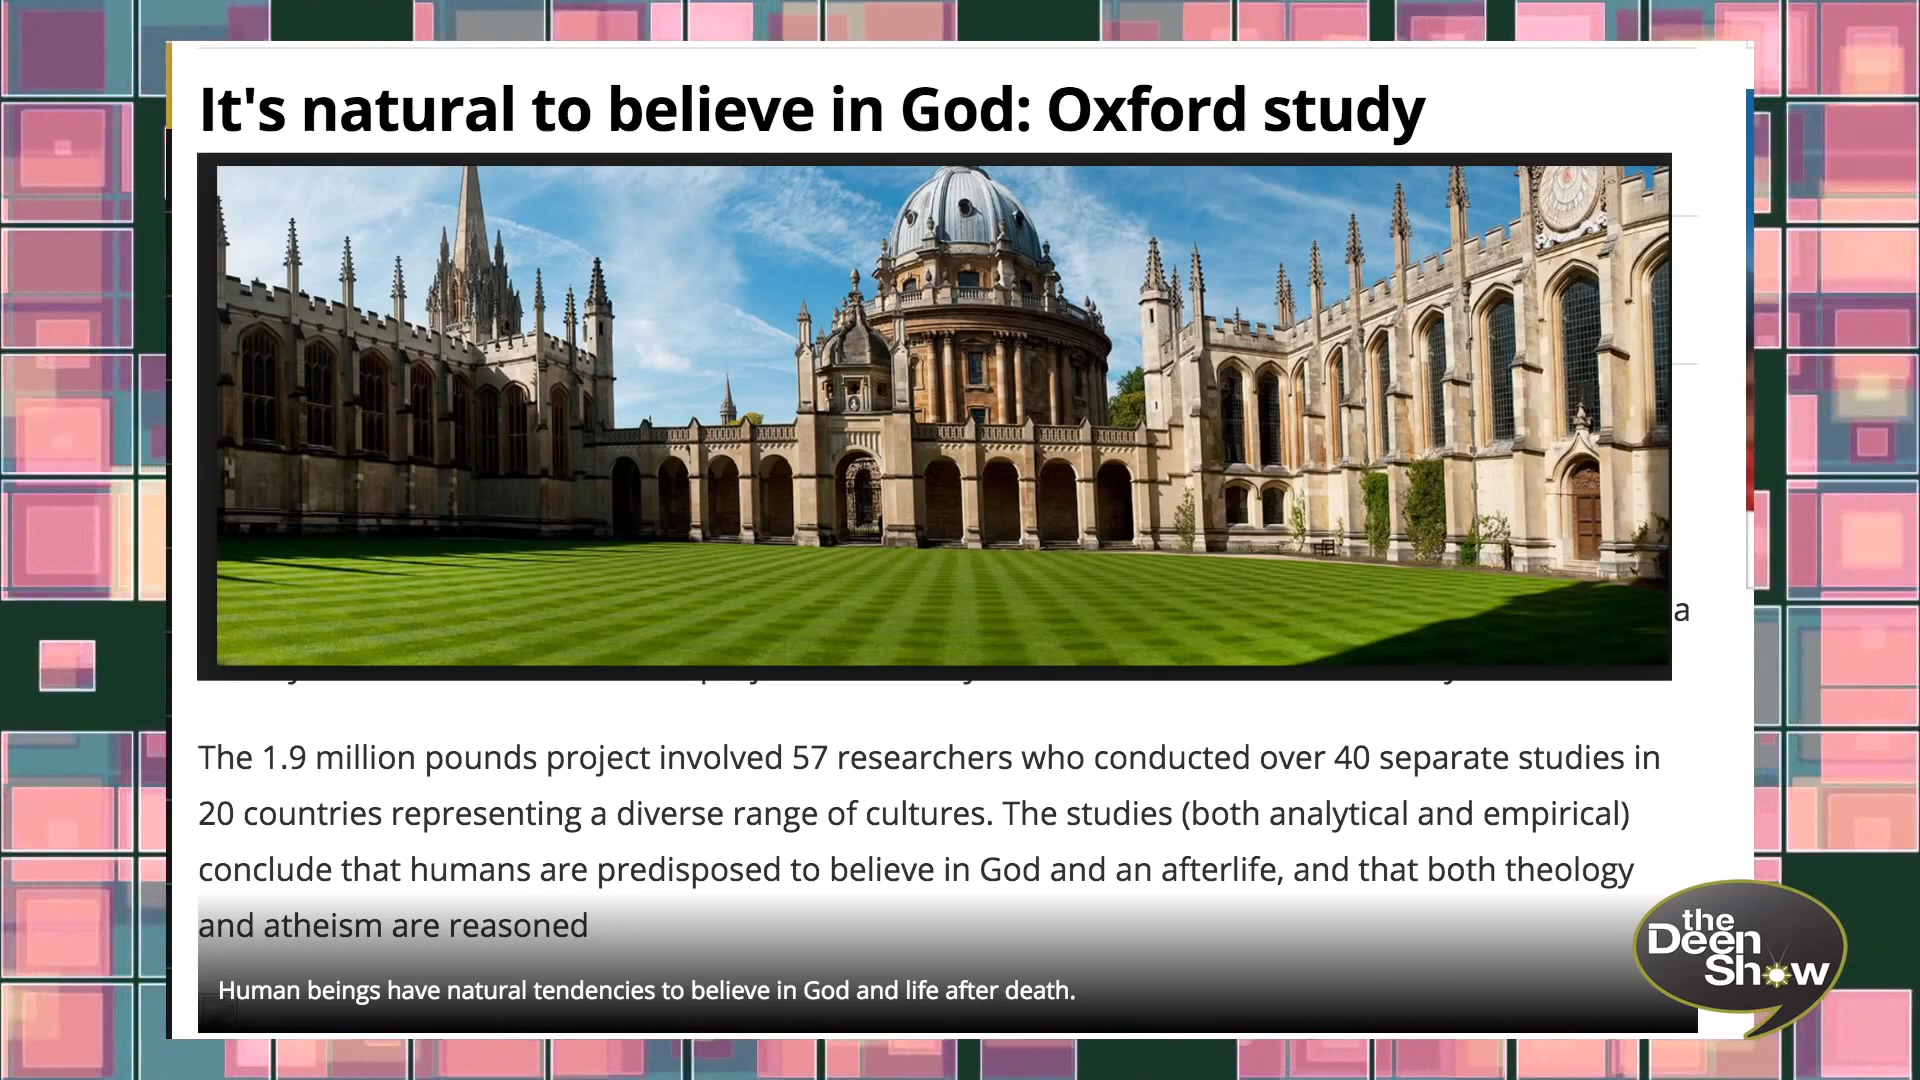 It's natural to believe in God: Oxford study
a
The 1.9 million pounds project involved 57 researchers who conducted over 40 separate studies in
20 countries representing a diverse range of cultures. The studies (both analytical and empirical)
conclude that humans are predisposed to believe in God and an afterlife, and that both theology
and atheism are reasoned
Human beings have natural tendencies to believe in God and life after death.
the
Deen
Show